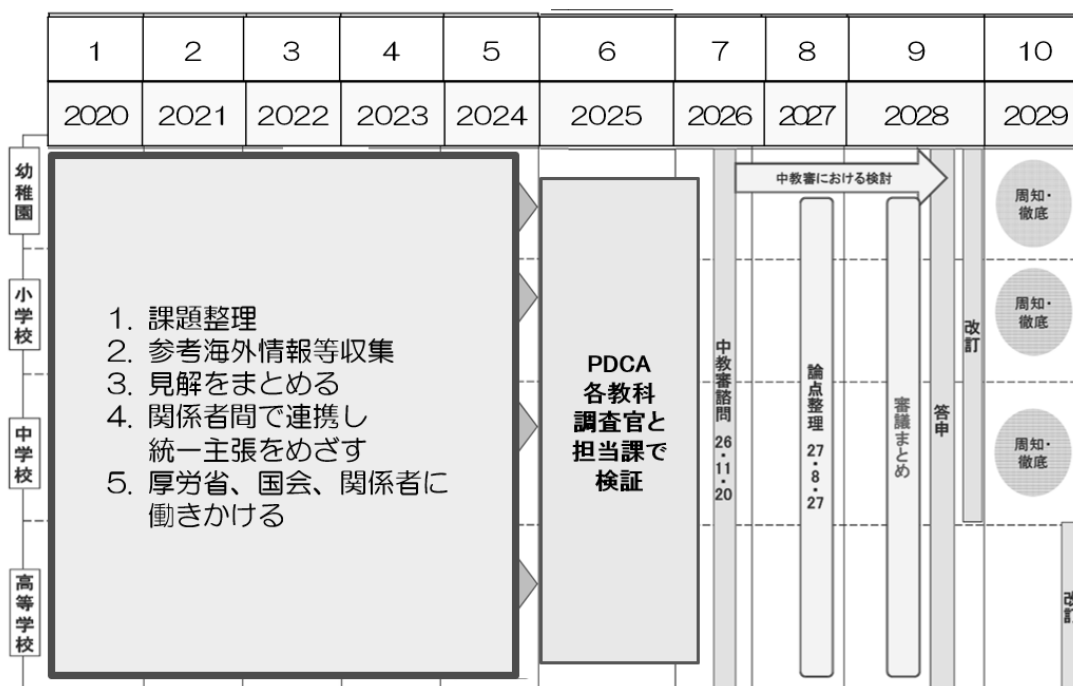 1 2 3 4 5 6 7 8 9 10
2020 2021 2022 2023 2024 2025 2026 2027 2028 2029
幼稚園
小学校
中学校
高等学校
1. 課題整理
2. 参考海外情報等収集
3. 見解をまとめる
4. 関係者間で連携し
統一主張をめざす
5. 厚労省、国会、関係者に
働きかける
PDCA
各教科
調査官と
担当課で
検証
中教審諮問 26・11・20
中教審における検討
論点整理 27・8・27
審議まとめ
答申
改訂
周知・
徹底
周知・
徹底
周知・
徹底
改訂